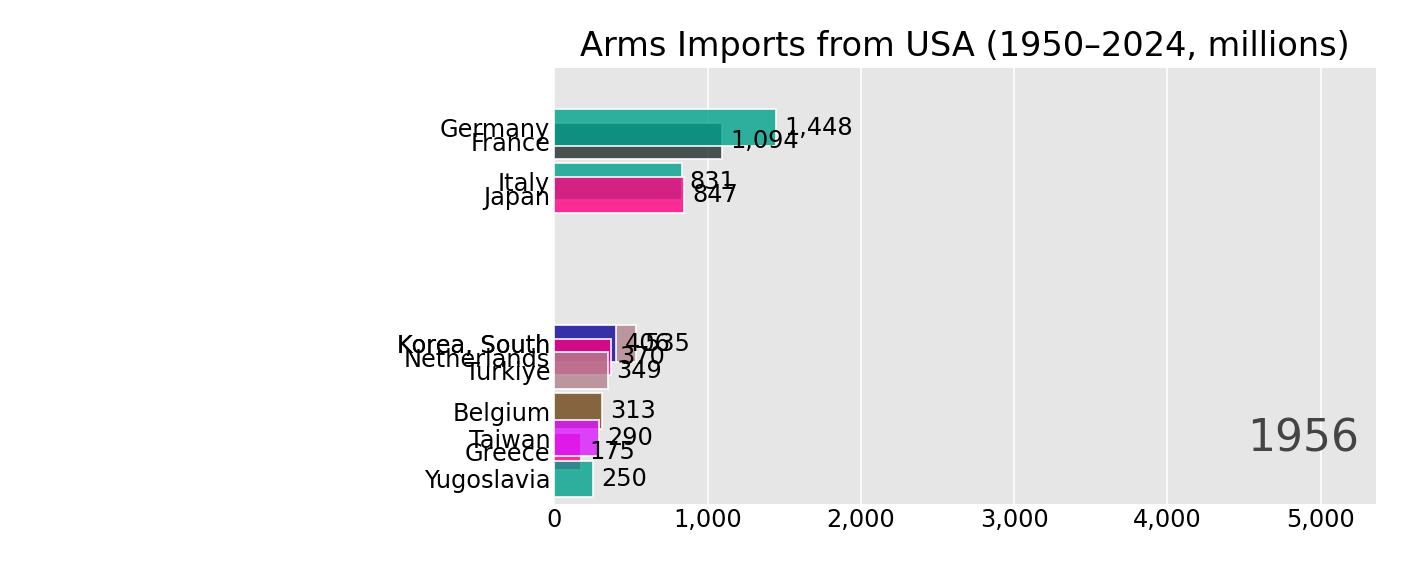 Arms Imports from USA (1950–2024, millions)
Germany 1,448
France 1,094
Italy 831
Japan 847
Korea, South 406 535
Netherlands 370
Türkiye 349
Belgium 313
Taiwan 290
Greece 175
Yugoslavia 250
1956
0 1,000 2,000 3,000 4,000 5,000